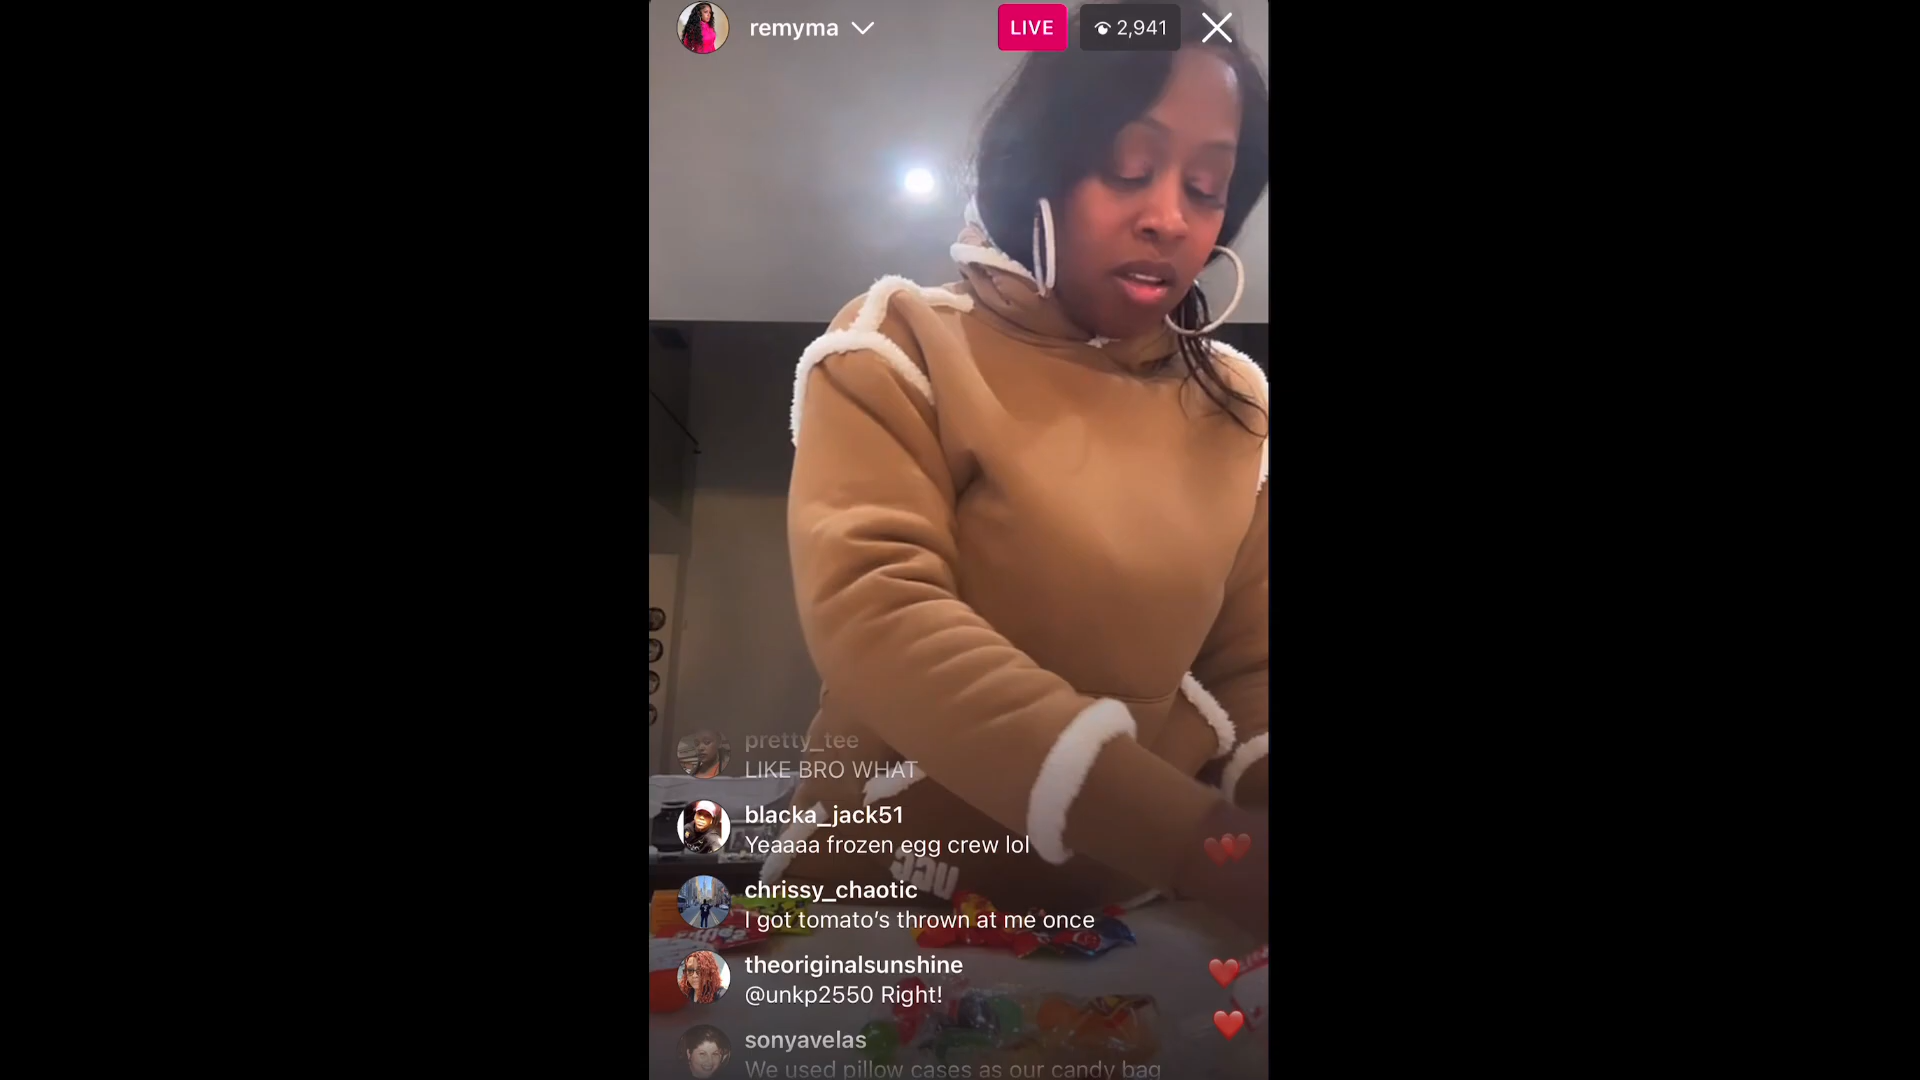 remyma
LIVE
2,941
pretty_tee
LIKE BRO WHAT
blacka_jack51
Yeaaaa frozen egg crew lol
chrissy_chaotic
I got tomato’s thrown at me once
theoriginalsunshine
@unkp2550 Right!
sonyavelas
We used pillow cases as our candy bag